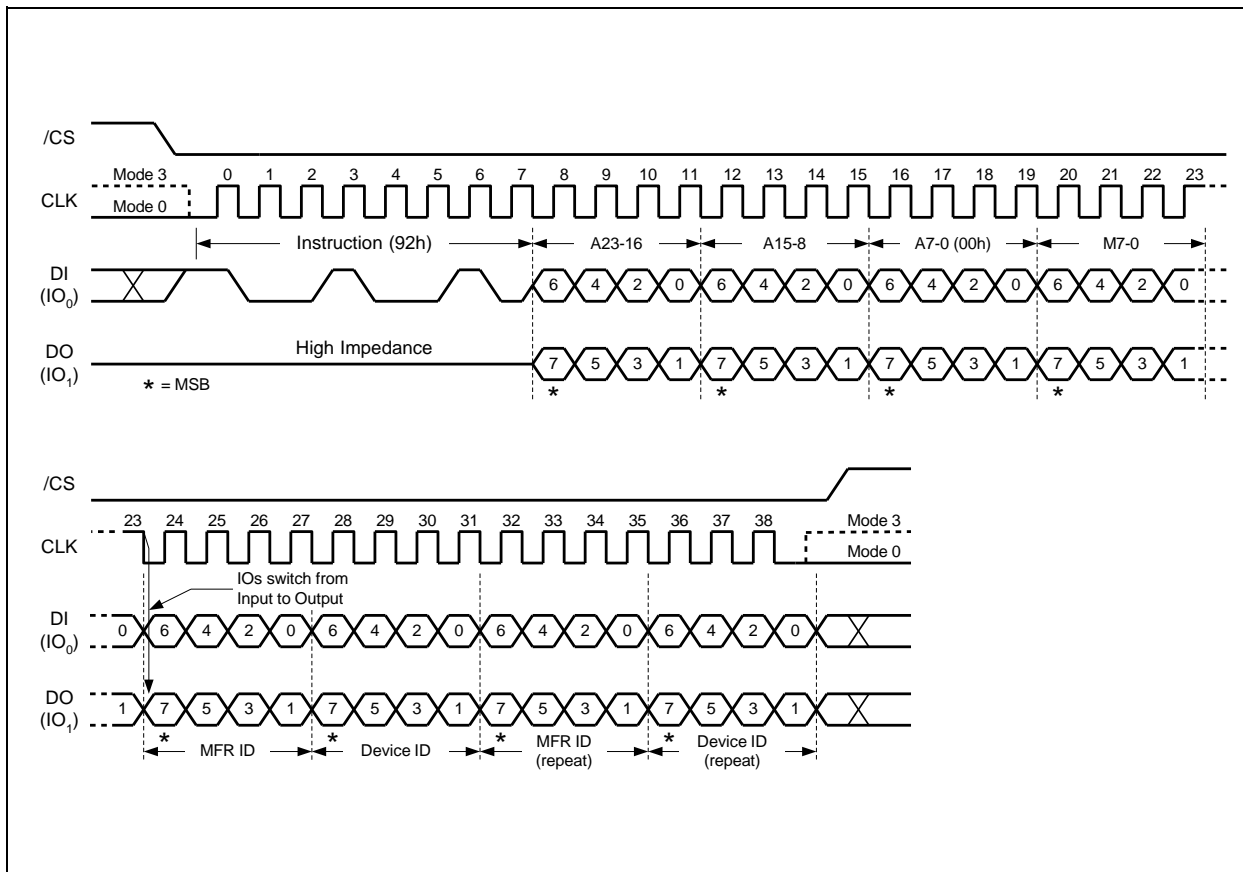 /CS
Mode 3 0 1 2 3 4 5 6 7 8 9 10 11 12 13 14 15 16 17 18 19 20 21 22 23
CLK
Mode 0
Instruction (92h) A23-16 A15-8 A7-0 (00h) M7-0
DI
(IO0) 6 4 2 0 6 4 2 0 6 4 2 0 6 4 2 0
DO High Impedance
(IO1) 7 5 3 1 7 5 3 1 7 5 3 1 7 5 3 1
* = MSB * * * *
/CS
23 24 25 26 27 28 29 30 31 32 33 34 35 36 37 38 Mode 3
CLK
Mode 0
IOs switch from
Input to Output
DI
(IO0) 0 6 4 2 0 6 4 2 0 6 4 2 0 6 4 2 0
DO
(IO1) 1 7 5 3 1 7 5 3 1 7 5 3 1 7 5 3 1
* * * *
MFR ID Device ID MFR ID
(repeat) Device ID
(repeat)